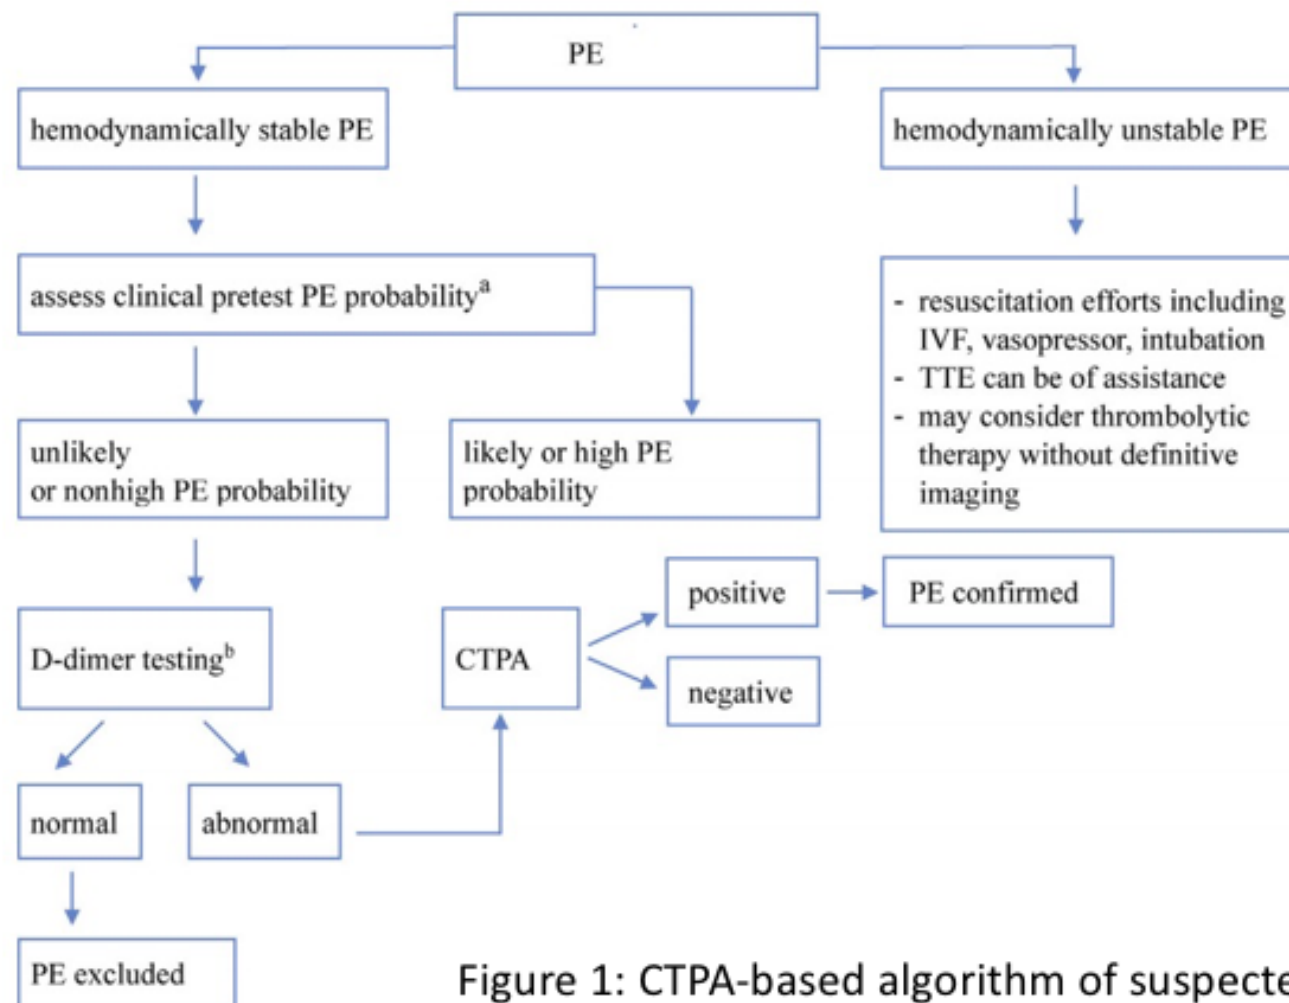 PE
hemodynamically stable PE
hemodynamically unstable PE
assess clinical pretest PE probabilityᵃ
- resuscitation efforts including
IVF, vasopressor, intubation
- TTE can be of assistance
- may consider thrombolytic
therapy without definitive
imaging
unlikely
or nonhigh PE probability
likely or high PE
probability
D-dimer testingᵇ
CTPA
positive
PE confirmed
negative
normal
abnormal
PE excluded
Figure 1: CTPA-based algorithm of suspecte